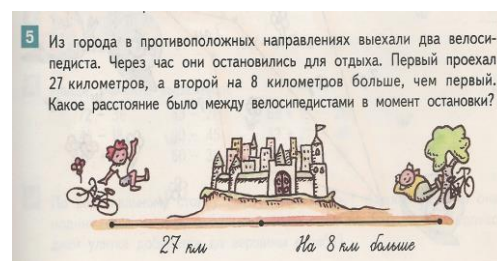 5 Из города в противоположных направлениях выехали два велоси-
педиста. Через час они остановились для отдыха. Первый проехал
27 километров, а второй на 8 километров больше, чем первый.
Какое расстояние было между велосипедистами в момент остановки?
27 км На 8 км больше